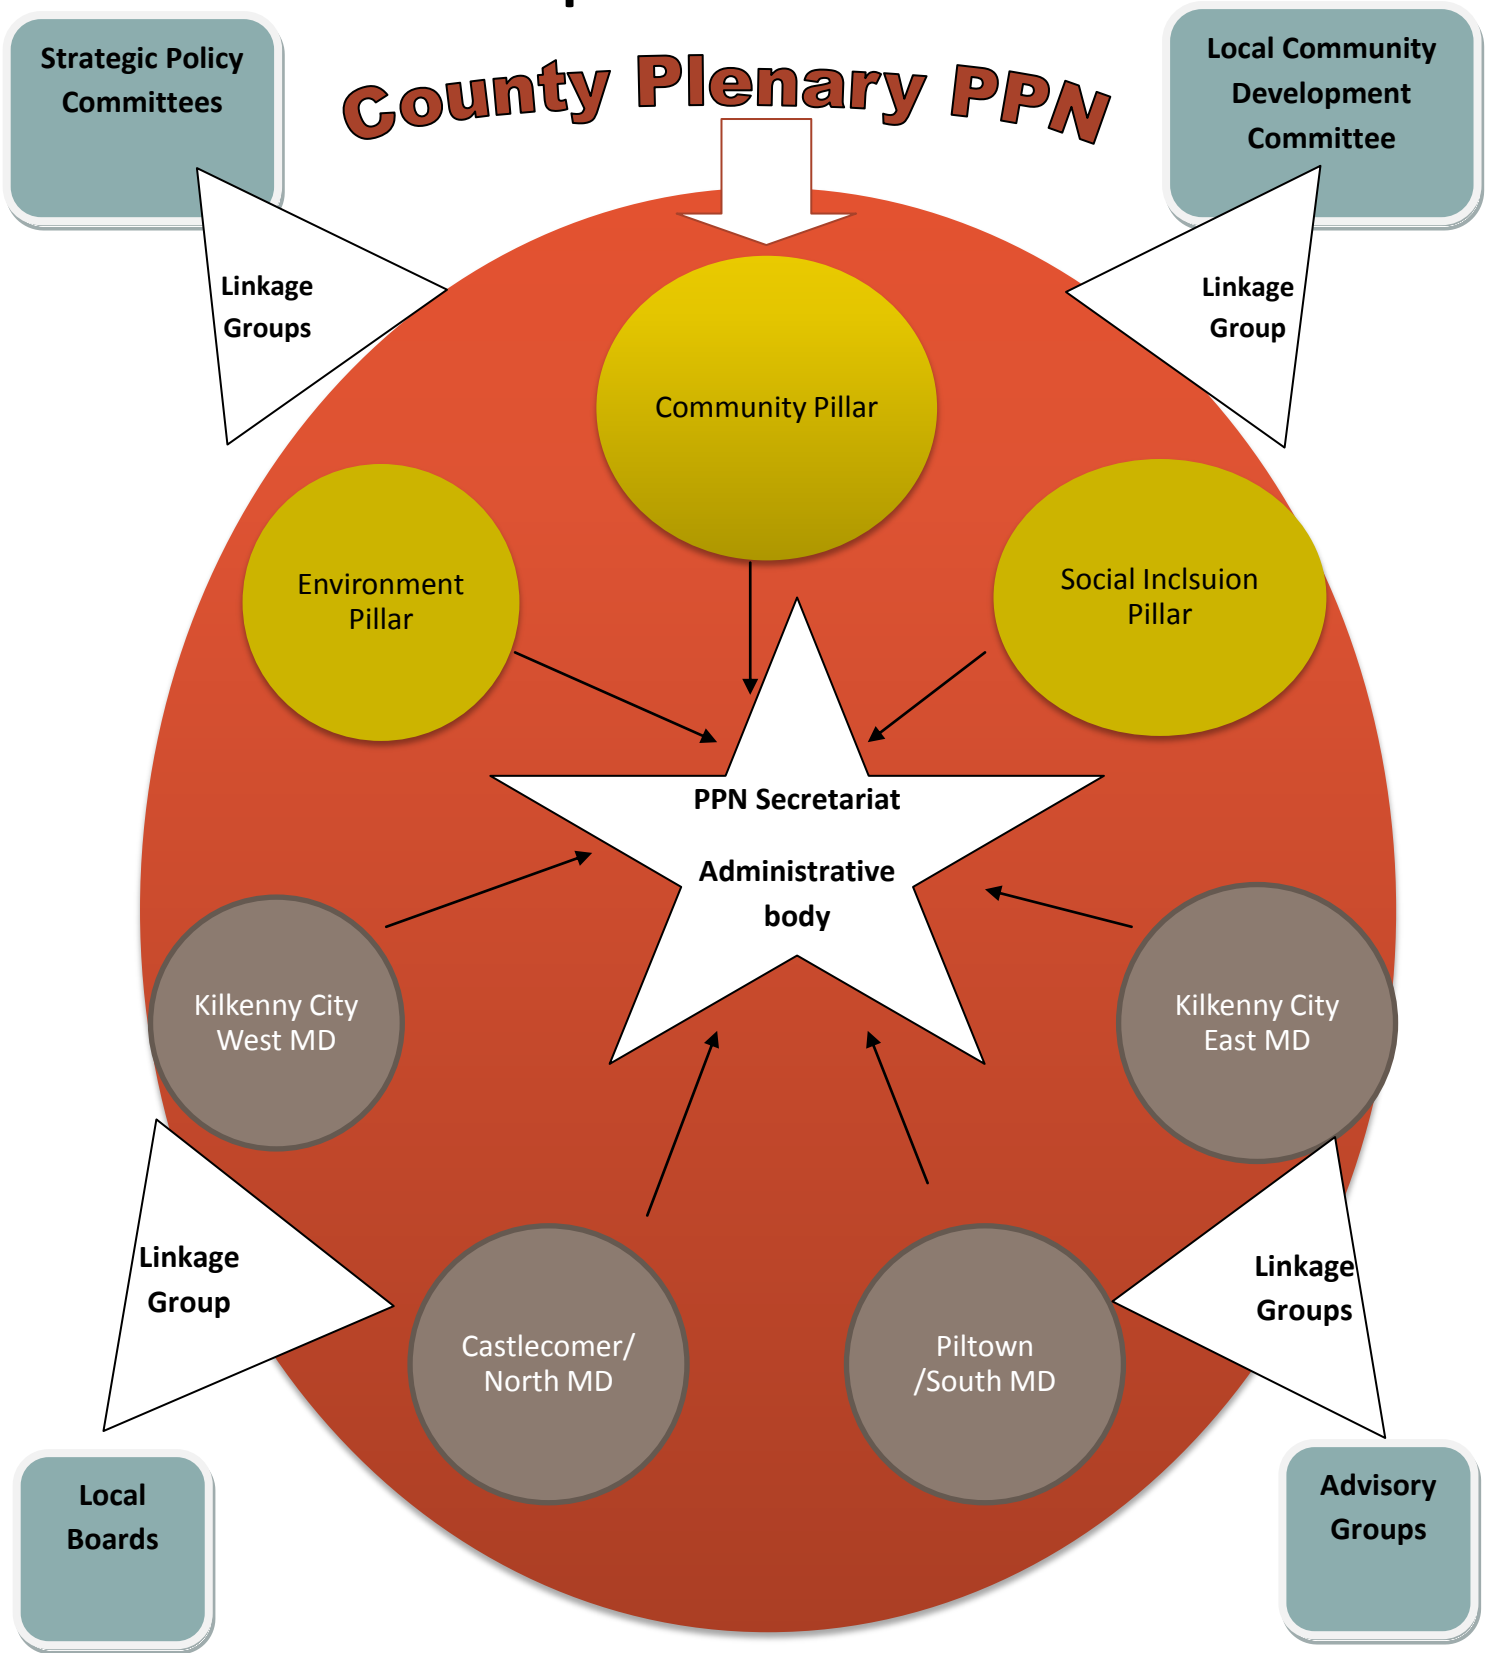 Strategic Policy
Committees
County Plenary PPN
Local Community
Development
Committee
Linkage
Groups
Linkage
Group
Community Pillar
Environment
Pillar
Social Inclsuion
Pillar
PPN Secretariat
Administrative
body
Kilkenny City
West MD
Kilkenny City
East MD
Linkage
Group
Linkage
Groups
Castlecomer/
North MD
Piltown
/South MD
Local
Boards
Advisory
Groups